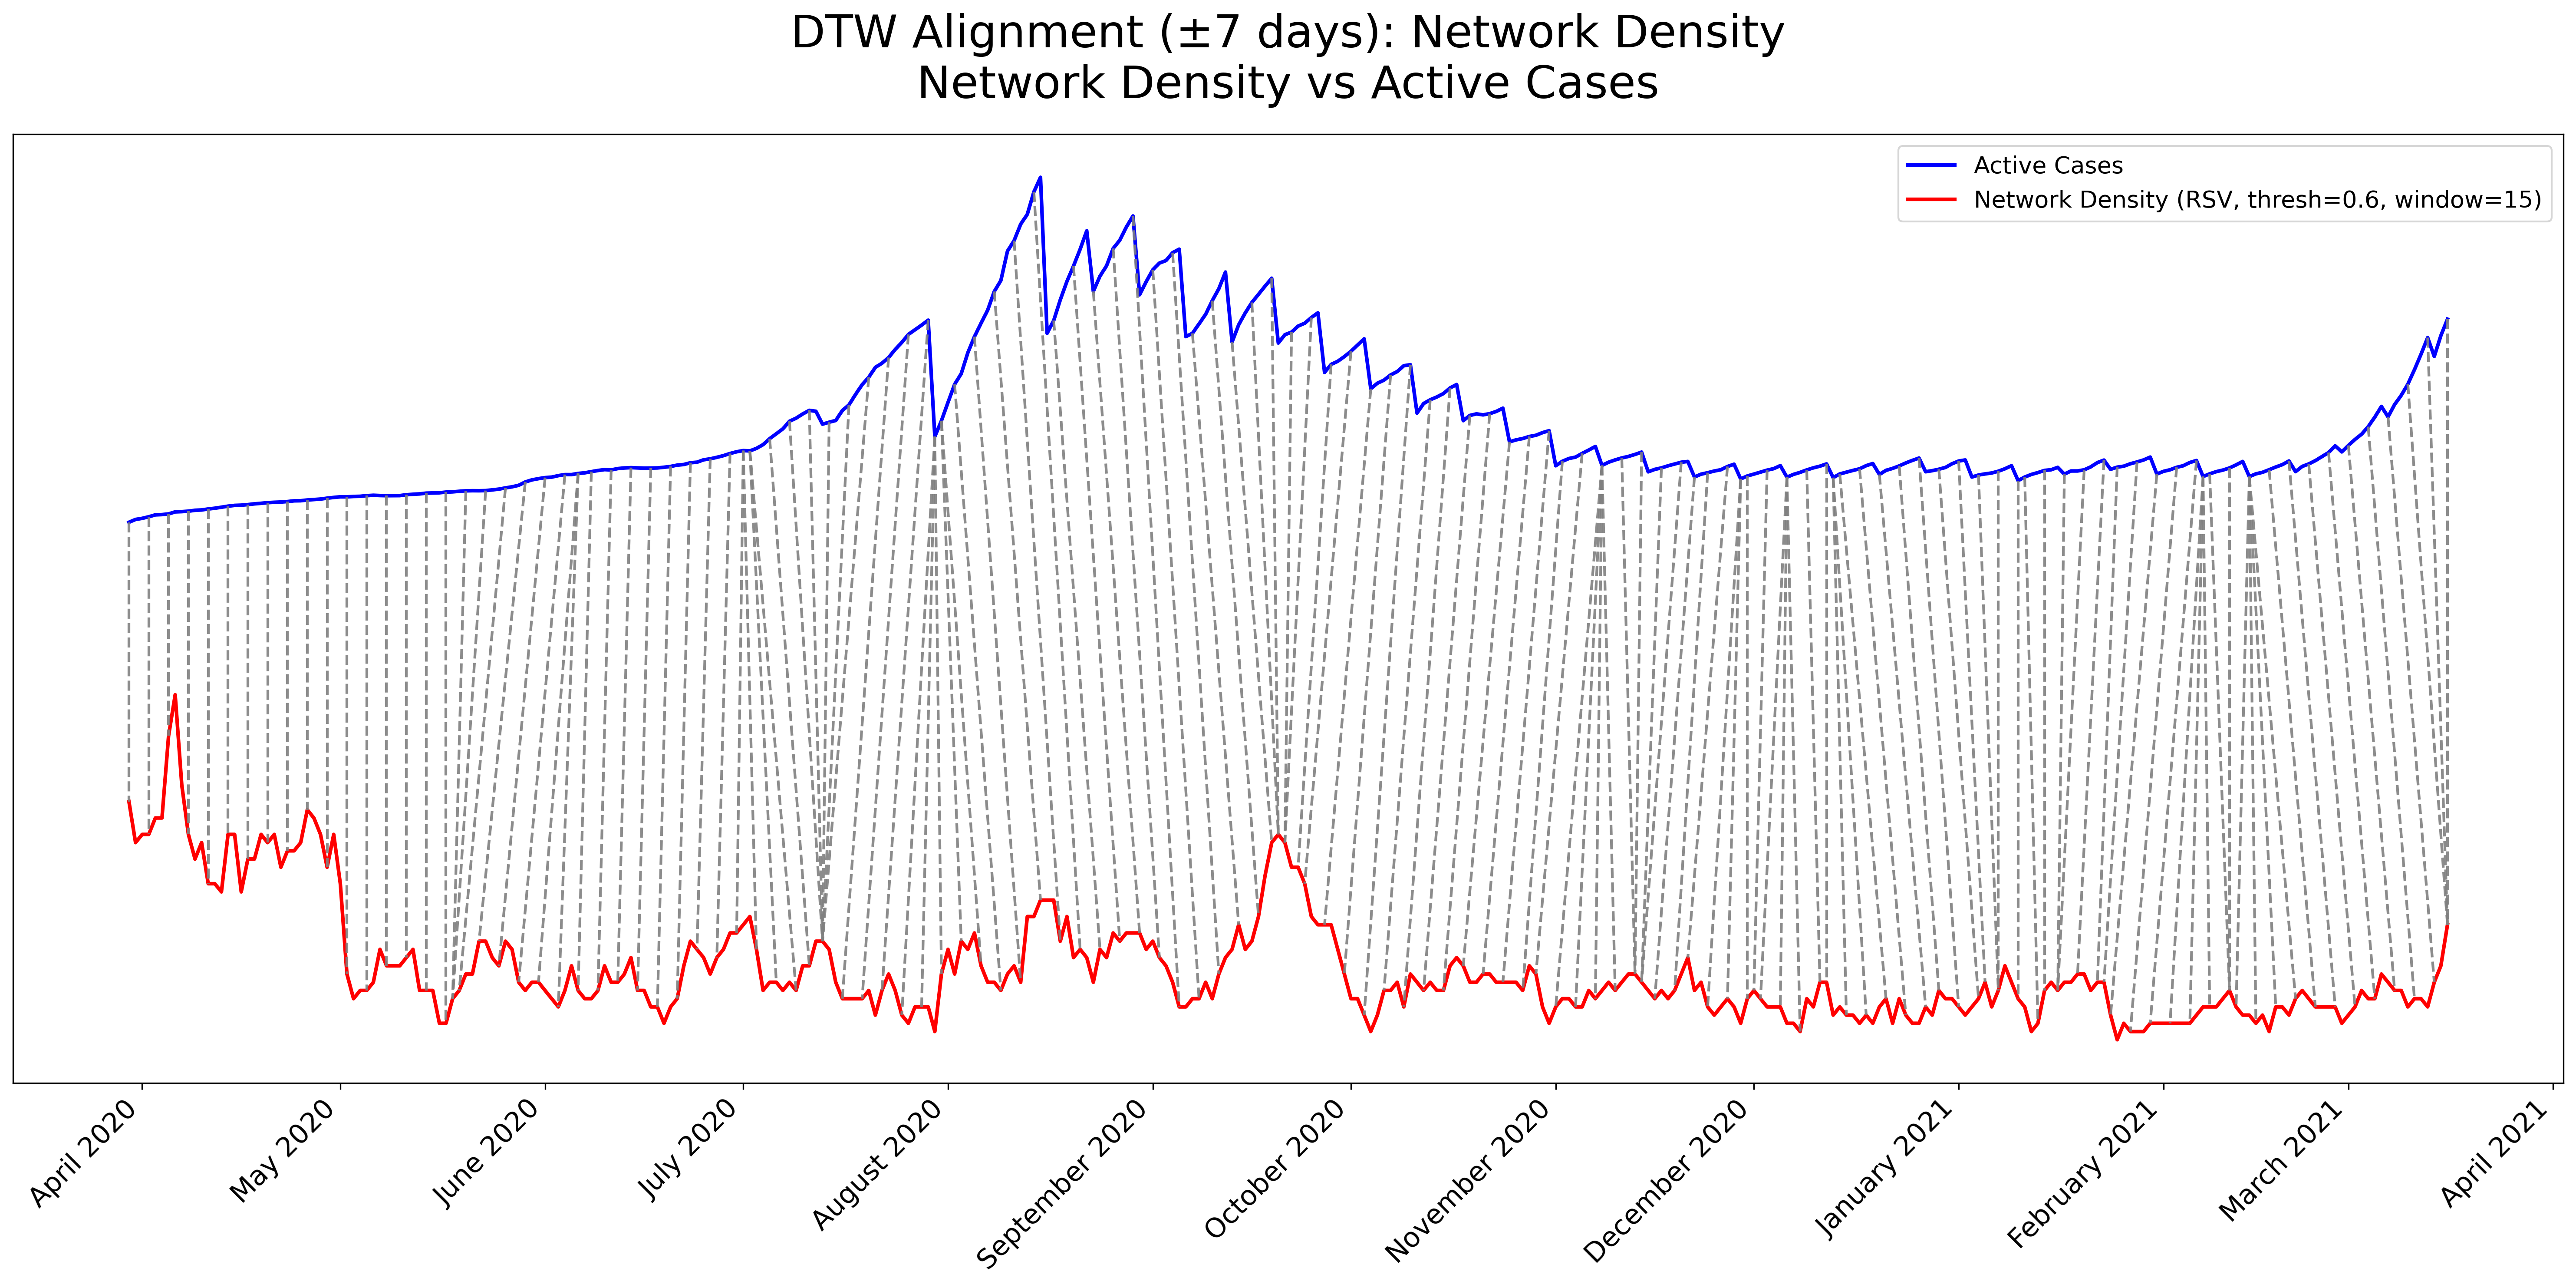 DTW Alignment (±7 days): Network Density
Network Density vs Active Cases
Active Cases
Network Density (RSV, thresh=0.6, window=15)
April 2020
May 2020
June 2020
July 2020
August 2020
September 2020
October 2020
November 2020
December 2020
January 2021
February 2021
March 2021
April 2021